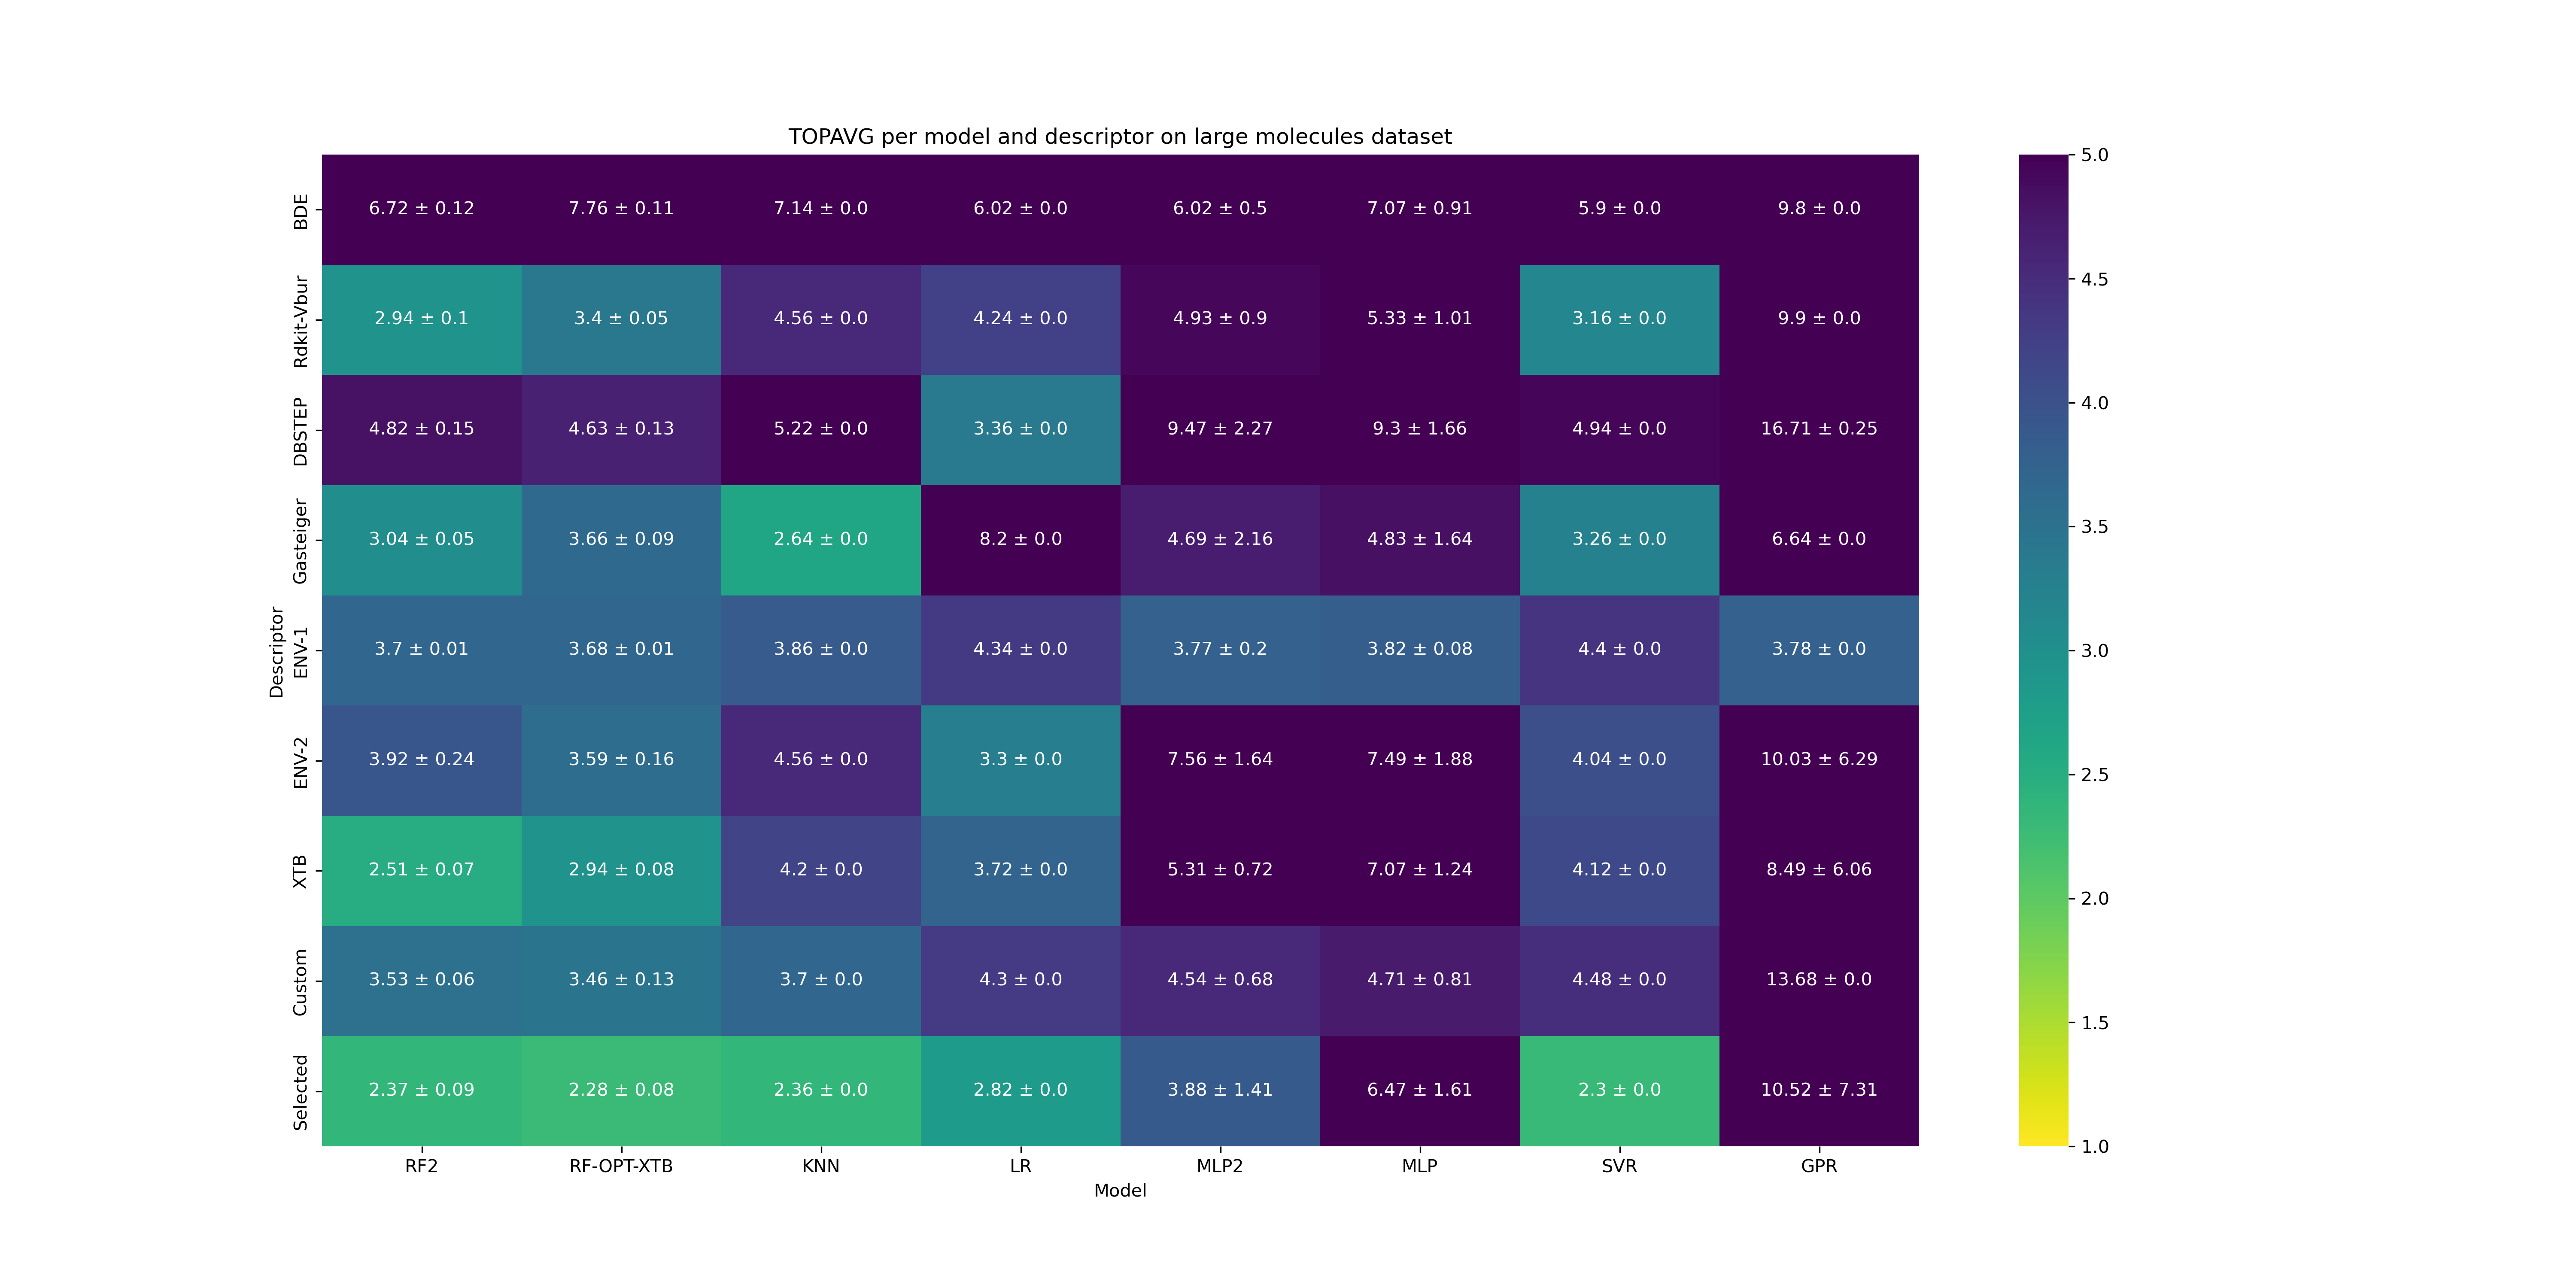 TOPAVG per model and descriptor on large molecules dataset
Descriptor
BDE 6.72 ± 0.12 7.76 ± 0.11 7.14 ± 0.0 6.02 ± 0.0 6.02 ± 0.5 7.07 ± 0.91 5.9 ± 0.0 9.8 ± 0.0
Rdkit-Vbur 2.94 ± 0.1 3.4 ± 0.05 4.56 ± 0.0 4.24 ± 0.0 4.93 ± 0.9 5.33 ± 1.01 3.16 ± 0.0 9.9 ± 0.0
DBSTEP 4.82 ± 0.15 4.63 ± 0.13 5.22 ± 0.0 3.36 ± 0.0 9.47 ± 2.27 9.3 ± 1.66 4.94 ± 0.0 16.71 ± 0.25
Gasteiger 3.04 ± 0.05 3.66 ± 0.09 2.64 ± 0.0 8.2 ± 0.0 4.69 ± 2.16 4.83 ± 1.64 3.26 ± 0.0 6.64 ± 0.0
ENV-1 3.7 ± 0.01 3.68 ± 0.01 3.86 ± 0.0 4.34 ± 0.0 3.77 ± 0.2 3.82 ± 0.08 4.4 ± 0.0 3.78 ± 0.0
ENV-2 3.92 ± 0.24 3.59 ± 0.16 4.56 ± 0.0 3.3 ± 0.0 7.56 ± 1.64 7.49 ± 1.88 4.04 ± 0.0 10.03 ± 6.29
XTB 2.51 ± 0.07 2.94 ± 0.08 4.2 ± 0.0 3.72 ± 0.0 5.31 ± 0.72 7.07 ± 1.24 4.12 ± 0.0 8.49 ± 6.06
Custom 3.53 ± 0.06 3.46 ± 0.13 3.7 ± 0.0 4.3 ± 0.0 4.54 ± 0.68 4.71 ± 0.81 4.48 ± 0.0 13.68 ± 0.0
Selected 2.37 ± 0.09 2.28 ± 0.08 2.36 ± 0.0 2.82 ± 0.0 3.88 ± 1.41 6.47 ± 1.61 2.3 ± 0.0 10.52 ± 7.31
RF2 RF-OPT-XTB KNN LR MLP2 MLP SVR GPR
Model
5.0
4.5
4.0
3.5
3.0
2.5
2.0
1.5
1.0